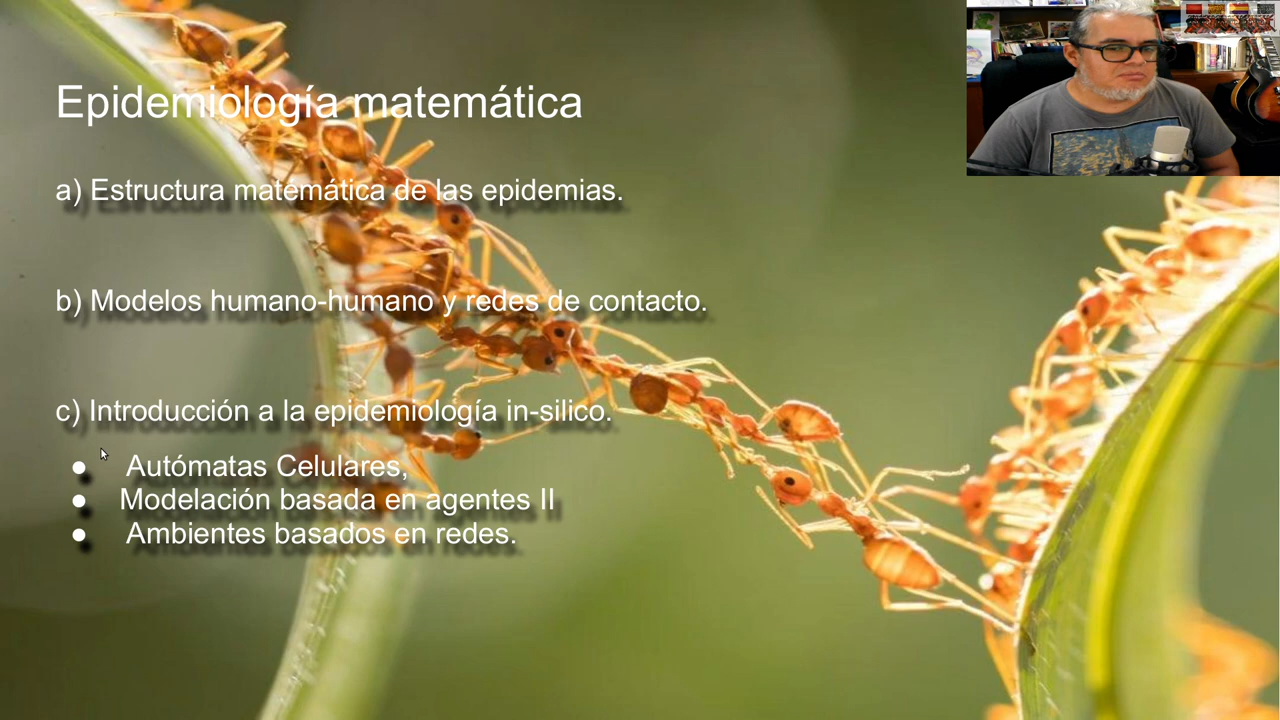 Epidemiología matemática
a) Estructura matemática de las epidemias.
b) Modelos humano-humano y redes de contacto.
c) Introducción a la epidemiología in-silico.
● Autómatas Celulares,
● Modelación basada en agentes II
● Ambientes basados en redes.